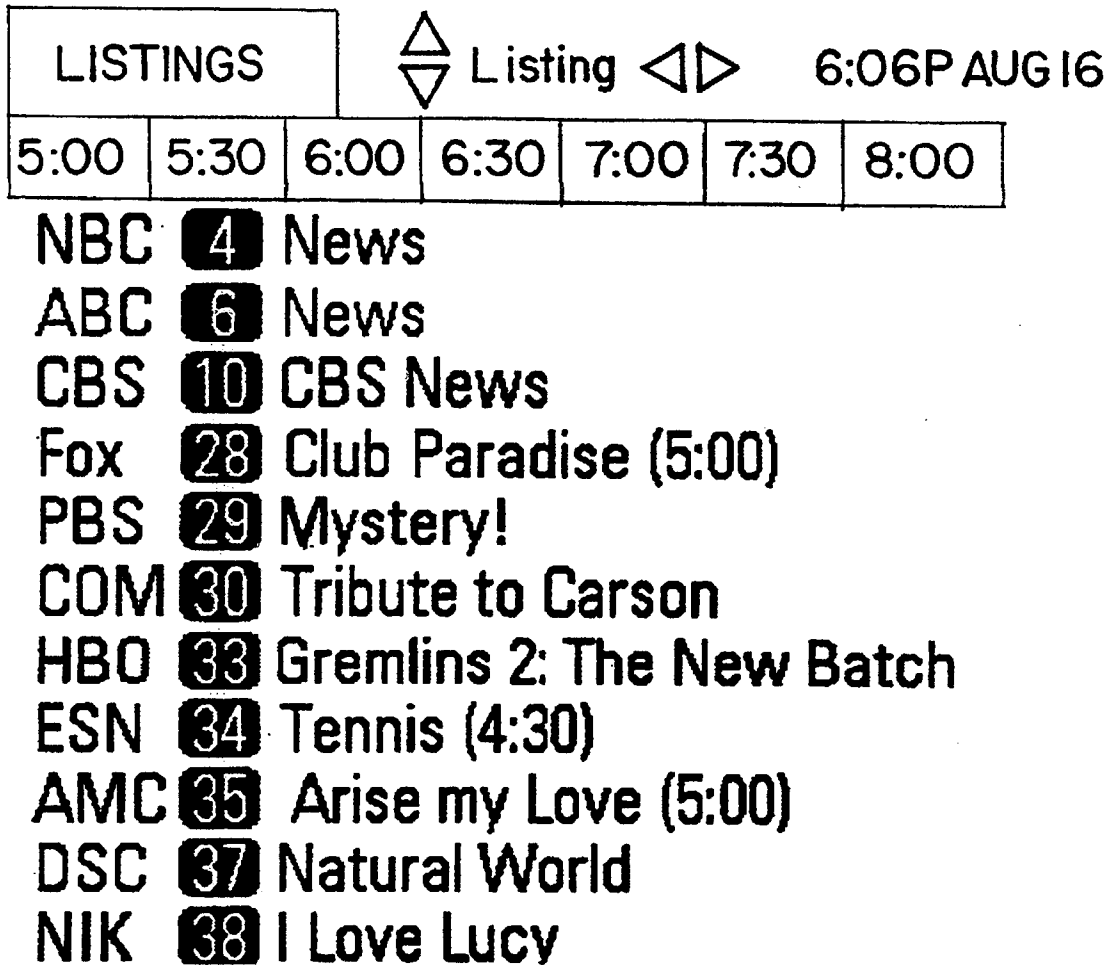 LISTINGS Listing 6:06P AUG 16
5:00 5:30 6:00 6:30 7:00 7:30 8:00
NBC 4 News
ABC 6 News
CBS 10 CBS News
Fox 28 Club Paradise (5:00)
PBS 29 Mystery!
COM 30 Tribute to Carson
HBO 33 Gremlins 2: The New Batch
ESN 34 Tennis (4:30)
AMC 35 Arise my Love (5:00)
DSC 37 Natural World
NIK 38 I Love Lucy